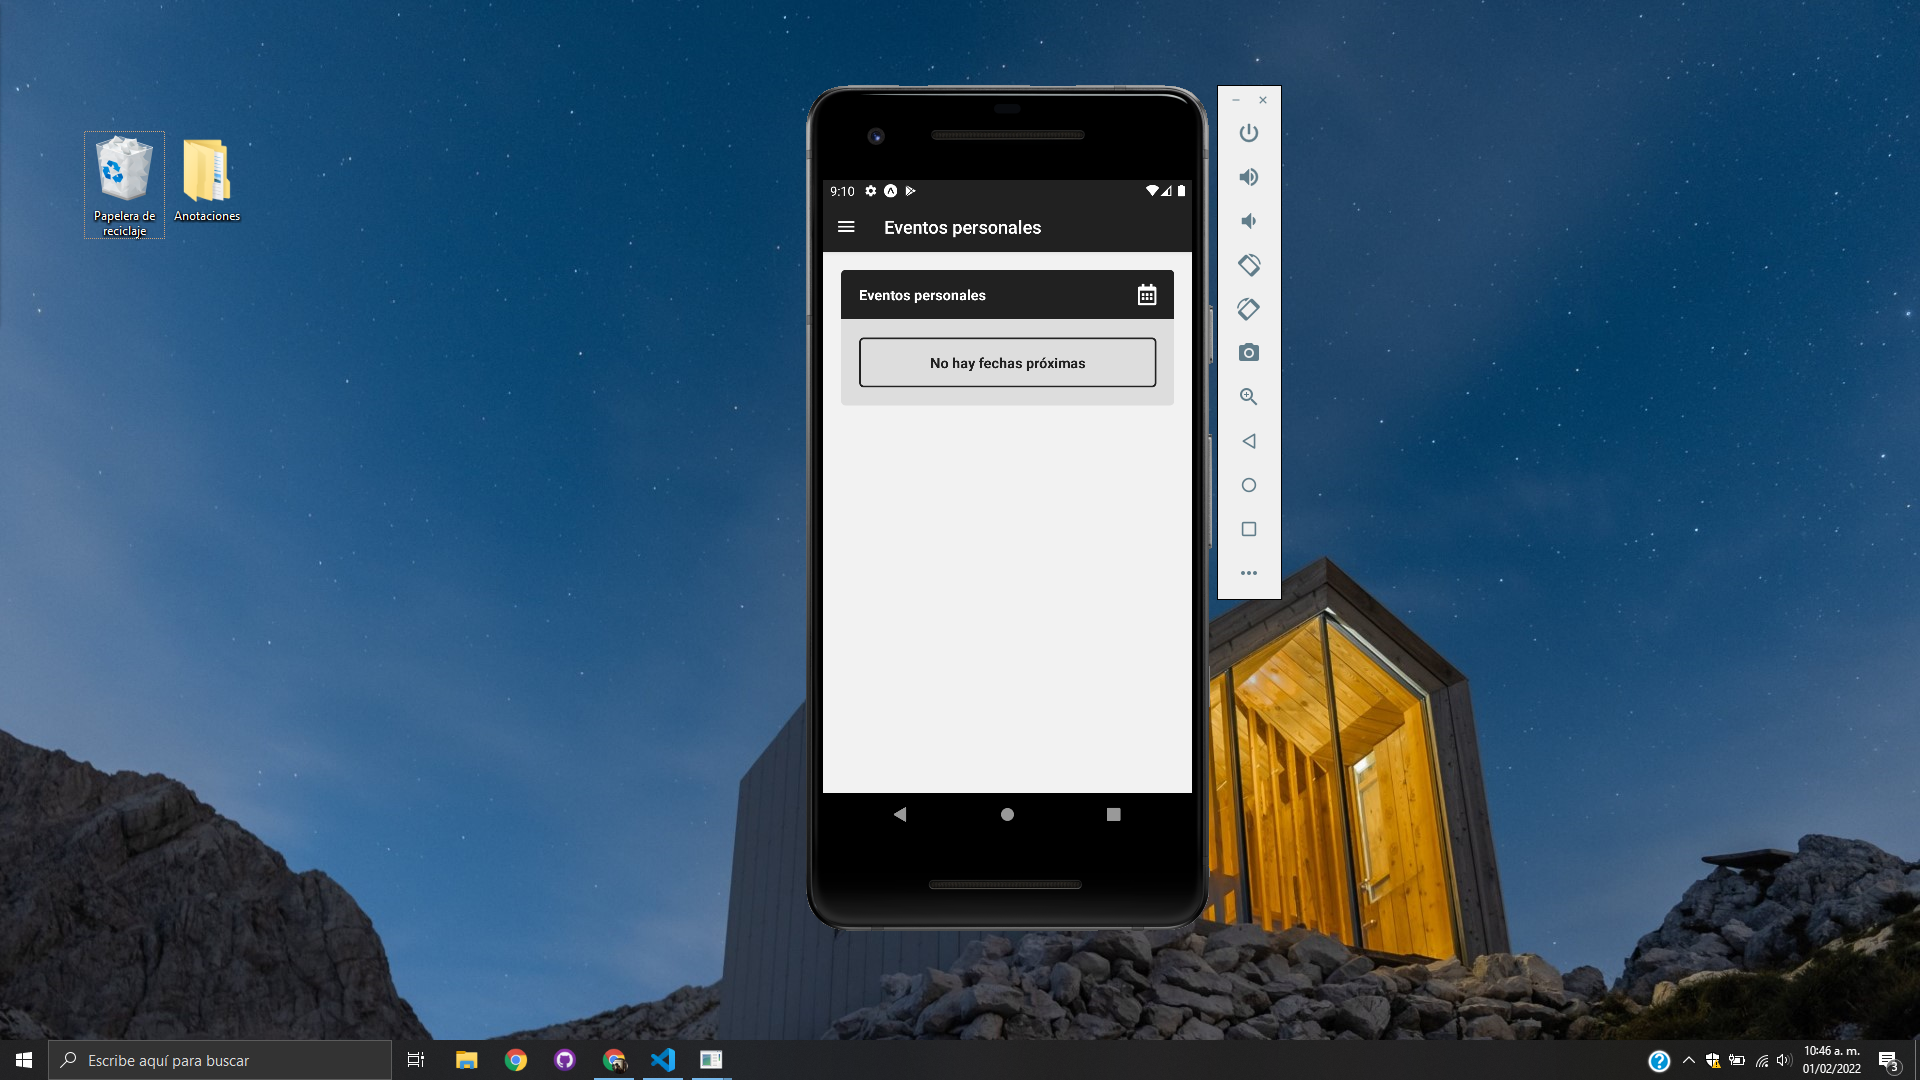 Papelera de
reciclaje
Anotaciones
9:10
Eventos personales
Eventos personales
No hay fechas próximas
Escribe aquí para buscar
10:46 a. m.
01/02/2022
3